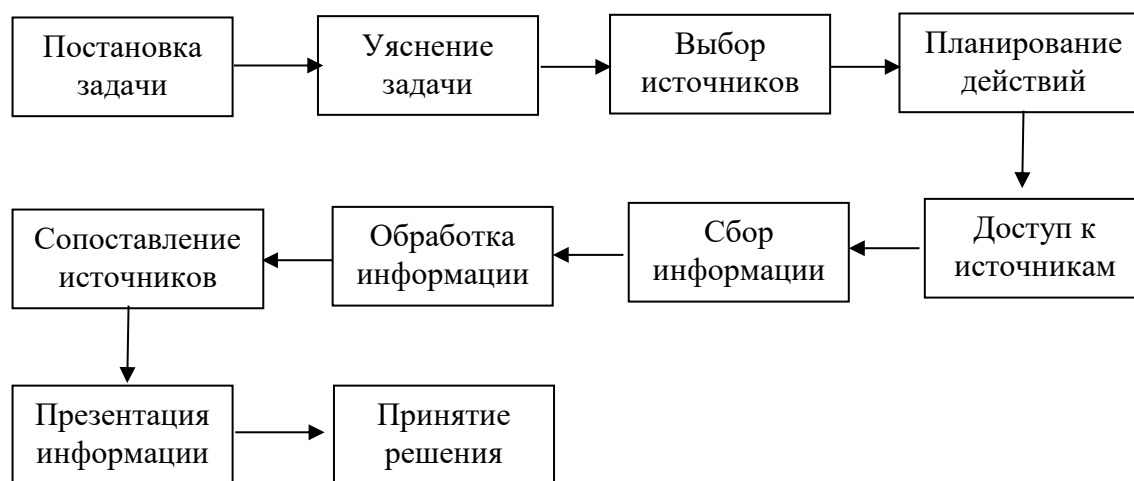 Постановка
задачи
Уяснение
задачи
Выбор
источников
Планирование
действий
Доступ к
источникам
Сбор
информации
Обработка
информации
Сопоставление
источников
Презентация
информации
Принятие
решения